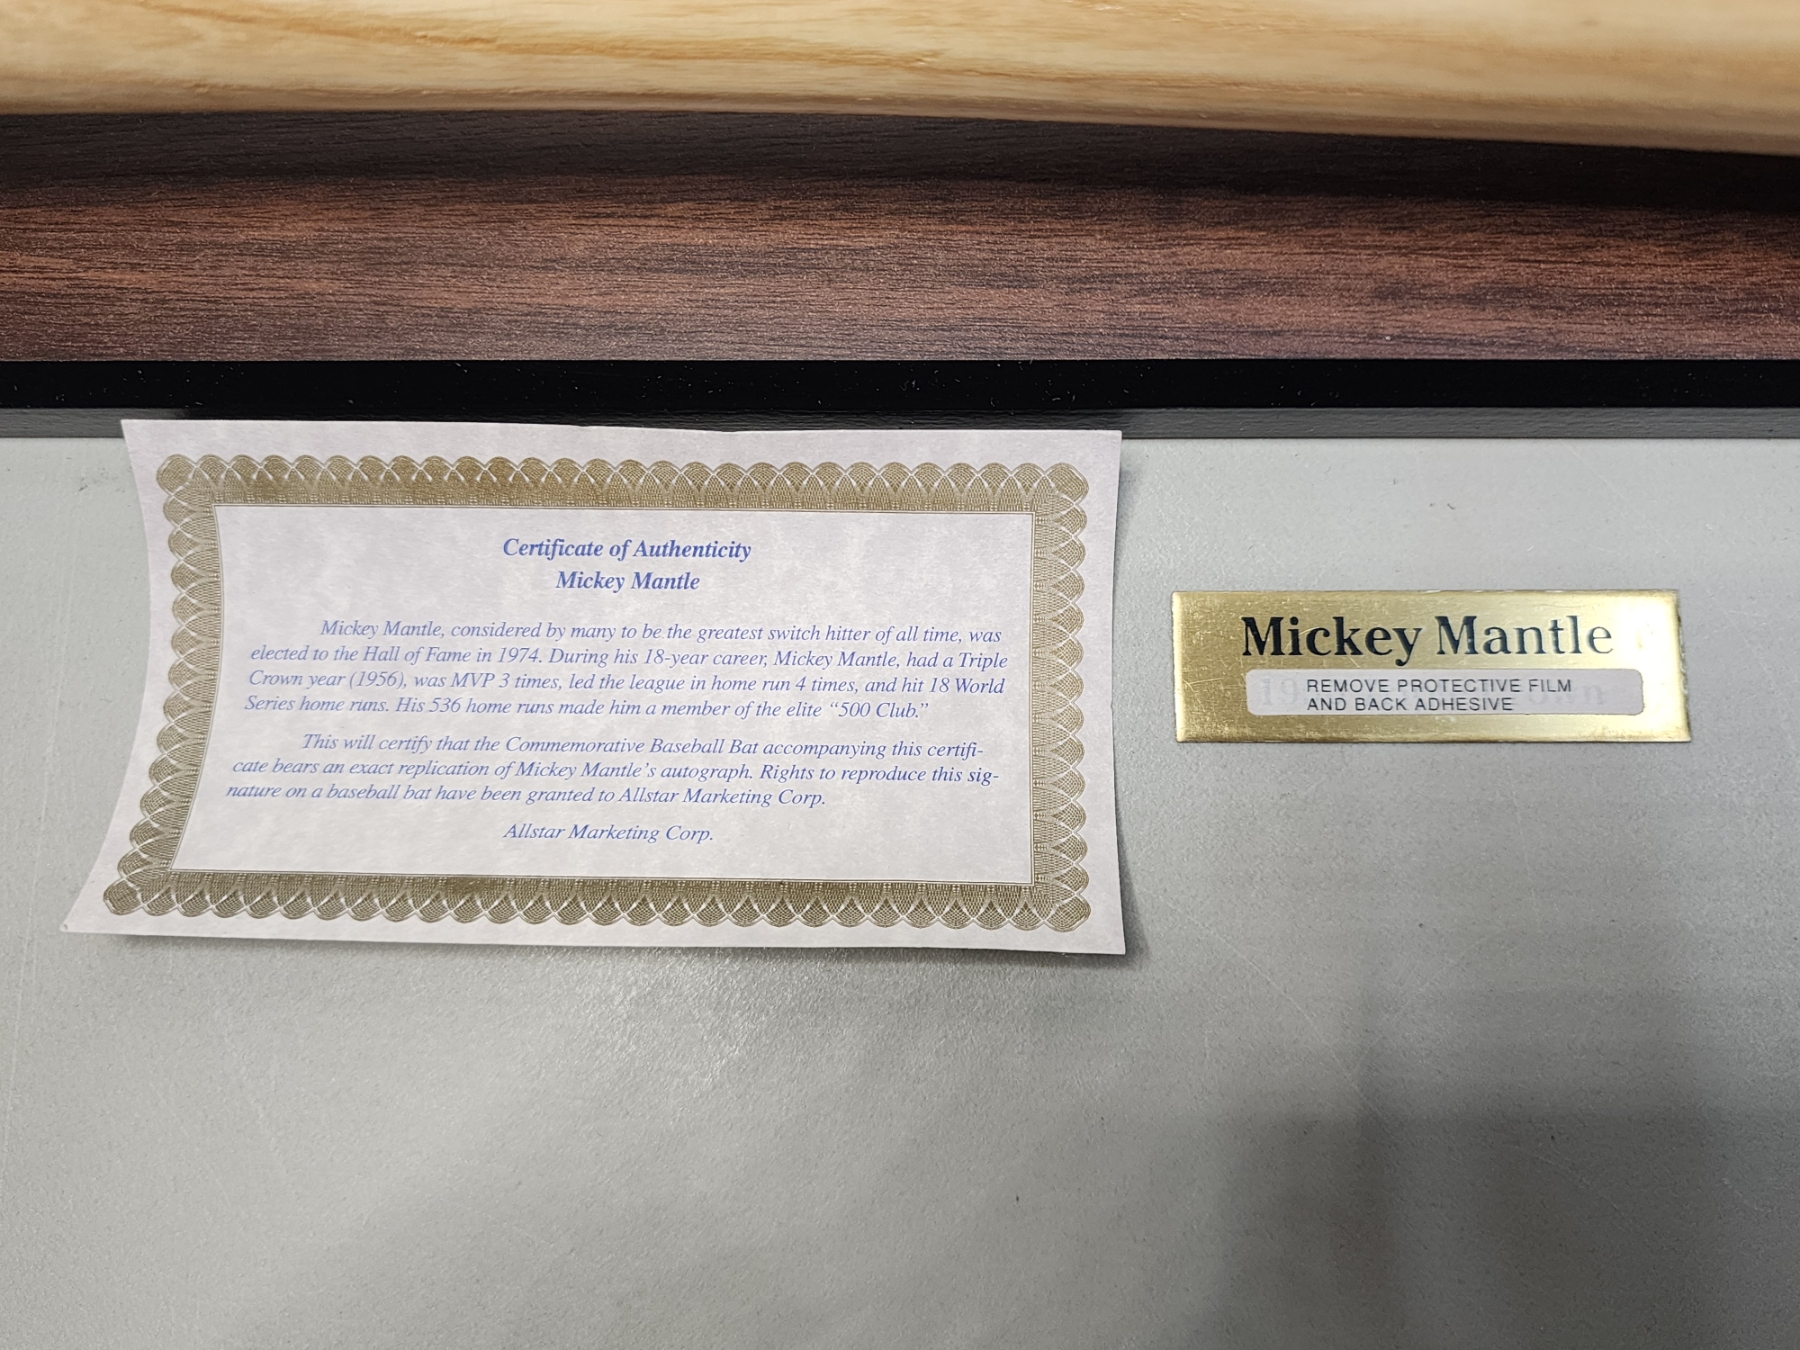 Certificate of Authenticity
Mickey Mantle
Mickey Mantle, considered by many to be the greatest switch hitter of all time, was
elected to the Hall of Fame in 1974. During his 18-year career, Mickey Mantle, had a Triple
Crown year (1956), was MVP 3 times, led the league in home run 4 times, and hit 18 World
Series home runs. His 536 home runs made him a member of the elite “500 Club.”
This will certify that the Commemorative Baseball Bat accompanying this certifi-
cate bears an exact replication of Mickey Mantle’s autograph. Rights to reproduce this sig-
nature on a baseball bat have been granted to Allstar Marketing Corp.
Allstar Marketing Corp.
Mickey Mantle
REMOVE PROTECTIVE FILM
AND BACK ADHESIVE